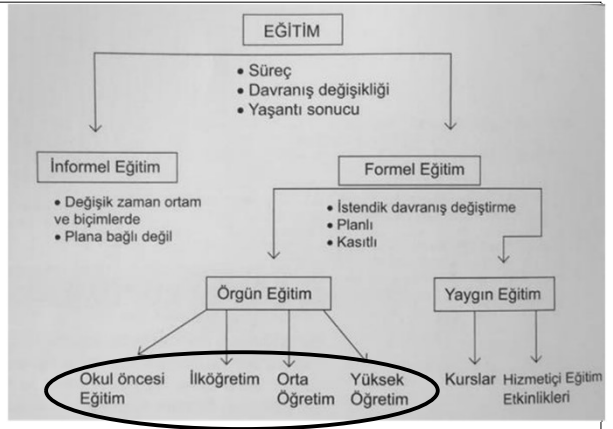 EĞİTİM
• Süreç
• Davranış değişikliği
• Yaşantı sonucu
İnformel Eğitim
• Değişik zaman ortam
ve biçimlerde
• Plana bağlı değil
Formel Eğitim
• İstendik davranış değiştirme
• Planlı
• Kasıtlı
Örgün Eğitim
Yaygın Eğitim
Okul öncesi
Eğitim
İlköğretim
Orta
Öğretim
Yüksek
Öğretim
Kurslar
Hizmetiçi Eğitim
Etkinlikleri